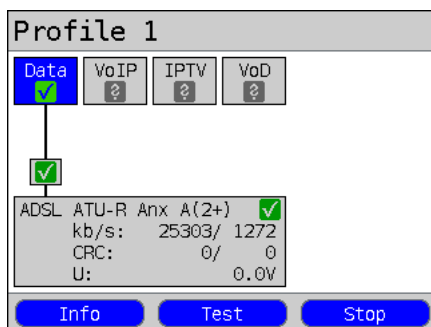 Profile 1
Data VoIP IPTV VoD
? ? ?
ADSL ATU-R Anx A(2+)
kb/s: 25303/ 1272
CRC: 0/ 0
U: 0.0V
Info Test Stop